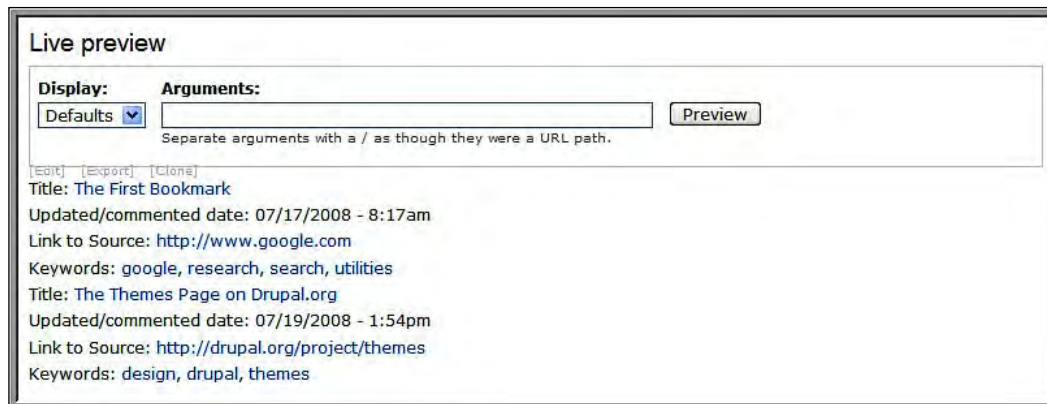 Live preview
Display: Arguments:
Defaults Preview
Separate arguments with a / as though they were a URL path.
[Edit] [Export] [Clone]
Title: The First Bookmark
Updated/commented date: 07/17/2008 - 8:17am
Link to Source: http://www.google.com
Keywords: google, research, search, utilities
Title: The Themes Page on Drupal.org
Updated/commented date: 07/19/2008 - 1:54pm
Link to Source: http://drupal.org/project/themes
Keywords: design, drupal, themes